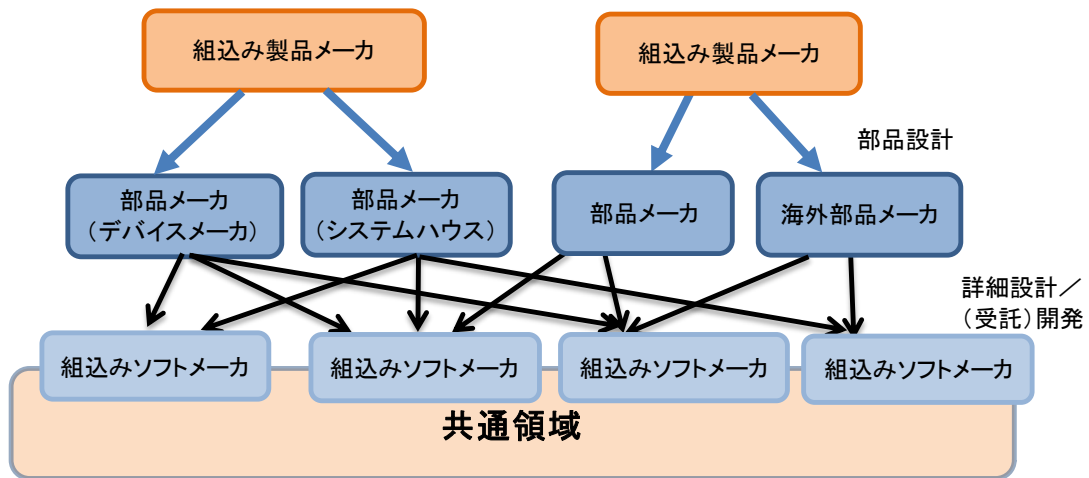 組込み製品メーカ
組込み製品メーカ
部品設計
部品メーカ
（デバイスメーカ）
部品メーカ
（システムハウス）
部品メーカ
海外部品メーカ
詳細設計／
（受託）開発
組込みソフトメーカ
組込みソフトメーカ
組込みソフトメーカ
組込みソフトメーカ
共通領域